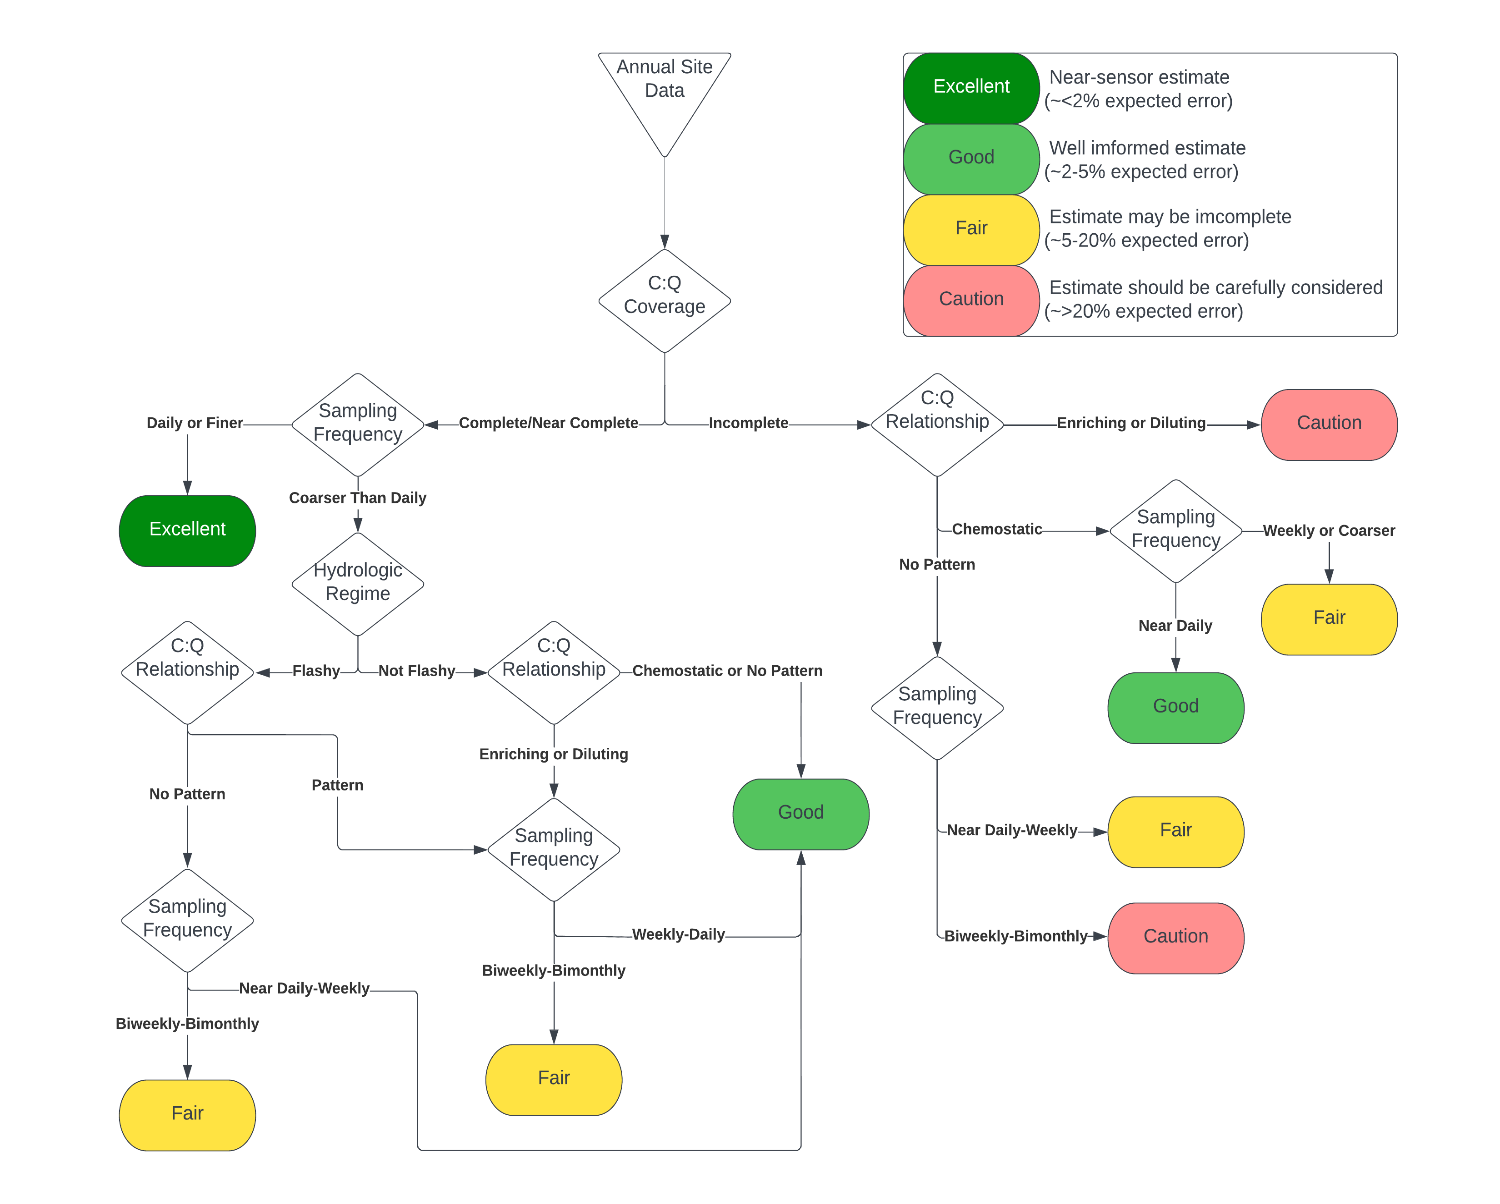 Annual Site
Data
Excellent
Near-sensor estimate
(~<2% expected error)
Good
Well imformed estimate
(~2-5% expected error)
Fair
Estimate may be imcomplete
(~5-20% expected error)
Caution
Estimate should be carefully considered
(~>20% expected error)
C:Q
Coverage
Complete/Near Complete
Incomplete
Sampling
Frequency
Daily or Finer
Excellent
Coarser Than Daily
Hydrologic
Regime
Flashy
Not Flashy
C:Q
Relationship
No Pattern
Pattern
Sampling
Frequency
Near Daily-Weekly
Biweekly-Bimonthly
Fair
C:Q
Relationship
Chemostatic or No Pattern
Enriching or Diluting
Sampling
Frequency
Weekly-Daily
Good
Biweekly-Bimonthly
Fair
C:Q
Relationship
Enriching or Diluting
Caution
Chemostatic
Sampling
Frequency
Weekly or Coarser
Fair
Near Daily
Good
No Pattern
Sampling
Frequency
Near Daily-Weekly
Fair
Biweekly-Bimonthly
Caution